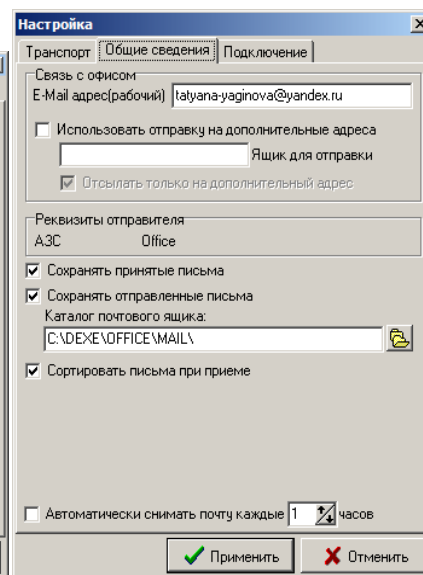 Настройка
Транспорт Общие сведения Подключение
Связь с офисом
E-Mail адрес(рабочий) tatyana-yaginova@yandex.ru
Использовать отправку на дополнительные адреса
Ящик для отправки
Отсылать только на дополнительный адрес
Реквизиты отправителя
АЗС Office
Сохранять принятые письма
Сохранять отправленные письма
Каталог почтового ящика:
C:\DEXE\OFFICE\MAIL\
Сортировать письма при приеме
Автоматически снимать почту каждые 1 часов
Применить Отменить